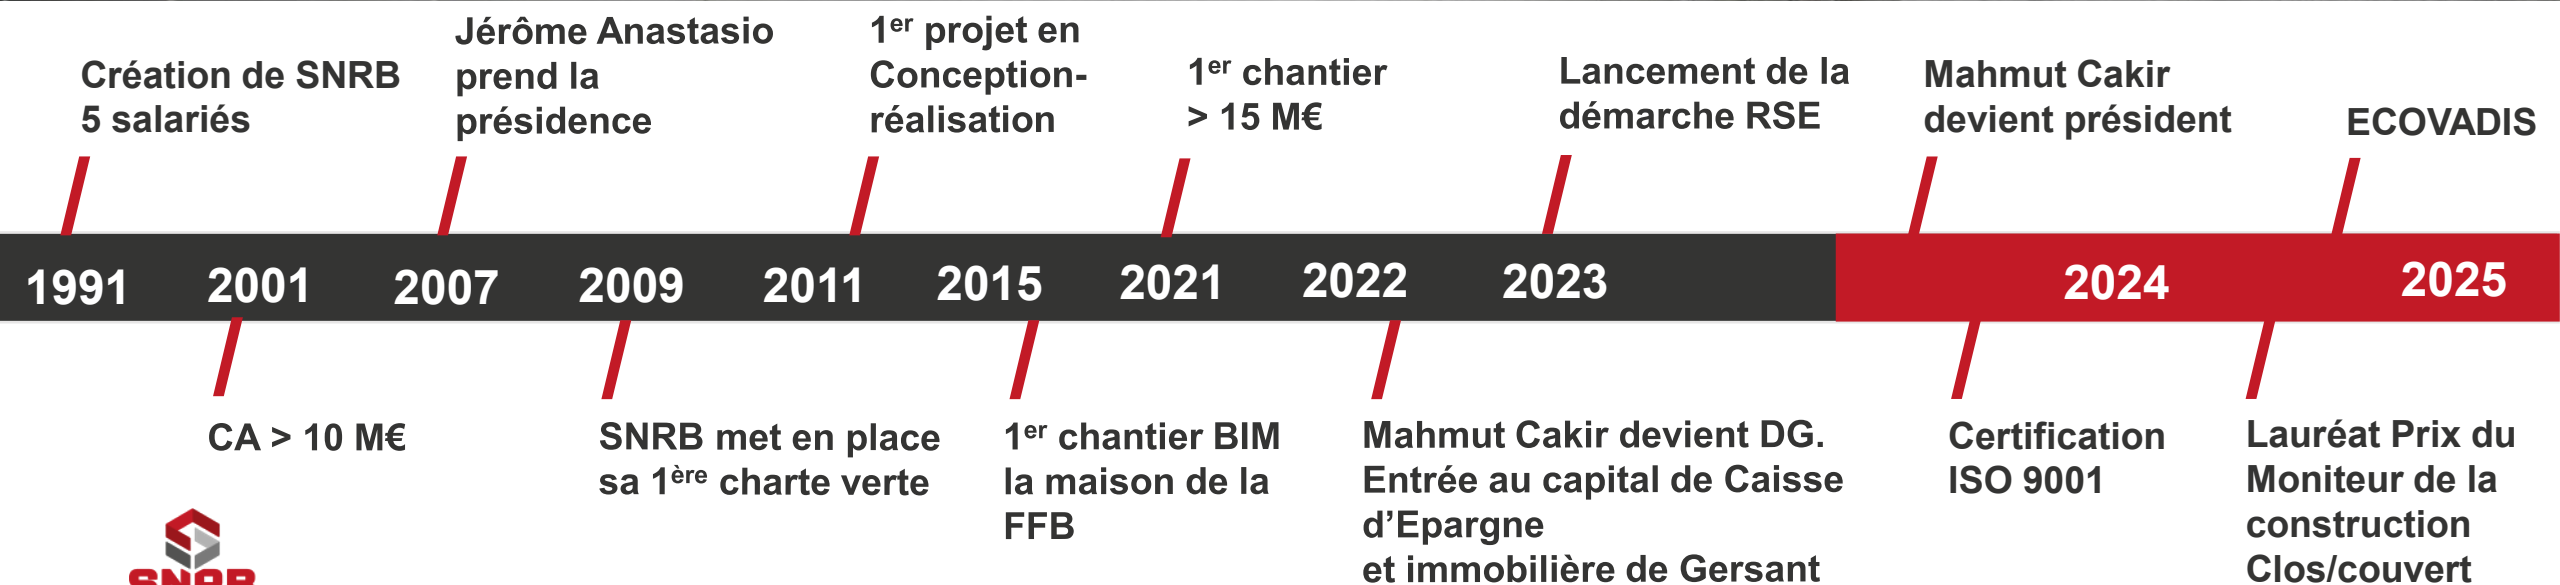 Création de SNRB
5 salariés
Jérôme Anastasio
prend la
présidence
1er projet en
Conception-
réalisation
1er chantier
> 15 M€
Lancement de la
démarche RSE
Mahmut Cakir
devient président
ECOVADIS
1991
2001
2007
2009
2011
2015
2021
2022
2023
2024
2025
CA > 10 M€
SNRB met en place
sa 1ère charte verte
1er chantier BIM
la maison de la
FFB
Mahmut Cakir devient DG.
Entrée au capital de Caisse
d’Epargne
et immobilière de Gersant
Certification
ISO 9001
Lauréat Prix du
Moniteur de la
construction
Clos/couvert
SNRB